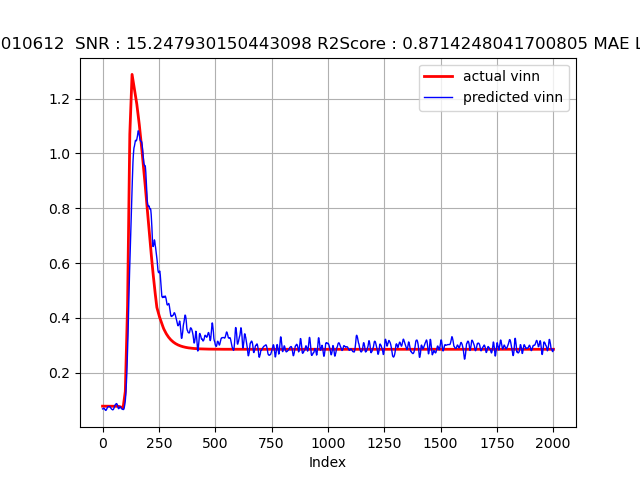 010612  SNR : 15.247930150443098 R2Score : 0.8714248041700805 MAE L
actual vinn
predicted vinn
1.2
1.0
0.8
0.6
0.4
0.2
0 250 500 750 1000 1250 1500 1750 2000
Index